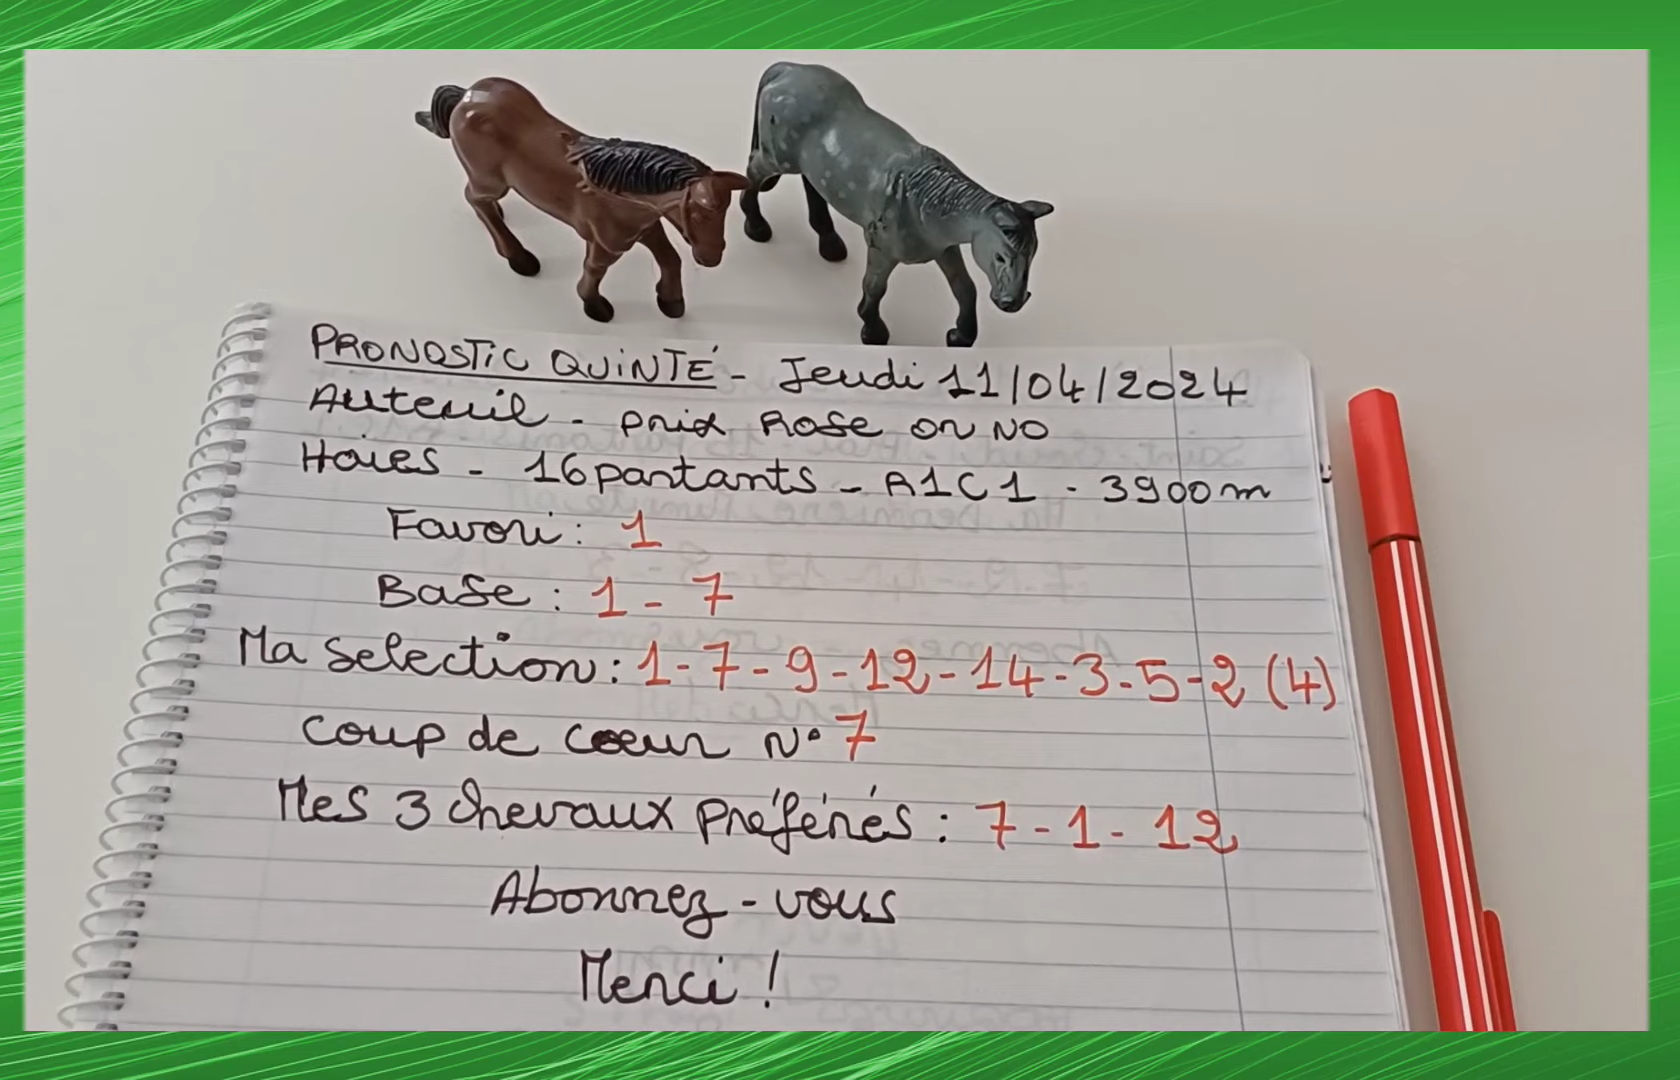 PRONOSTIC QUINTÉ - Jeudi 11/04/2024
Auteuil - Prix Rose or No
Haies - 16 partants - R1C1 - 3900m
Favori : 1
Base : 1 - 7
Ma selection : 1 - 7 - 9 - 12 - 14 - 3 - 5 - 2 (4)
Coup de coeur N° 7
Mes 3 chevaux préférés : 7 - 1 - 12
Abonnez-vous
Merci !